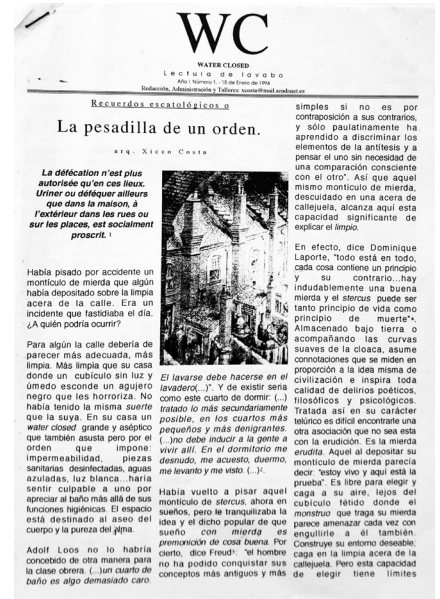 WC
WATER CLOSED
Lectura de lavabo
Año I. Número 1. - 15 de Enero de 1994
Redacción, Administración y Talleres: xcosta@mail.sendanet.es
Recuerdos escatológicos o
La pesadilla de un orden.
arq. Xicco Costa
La défécation n'est plus
autorisée qu'en ces lieux.
Uriner ou déféquer ailleurs
que dans la maison, à
l'extérieur dans les rues ou
sur les places, est socialment
proscrit. 1
Había pisado por accidente un
montículo de mierda que algún
había depositado sobre la limpia
acera de la calle. Era un
incidente que fastidiaba el día.
¿A quién podría ocurrir?
Para algún la calle debería de
parecer más adecuada, más
limpia. Más limpia que su casa
donde un cubículo sin luz y
úmedo esconde un agujero
negro que les horroriza. No
había tenido la misma suerte
que la suya. En su casa un
water closed grande y aséptico
que también asusta pero por el
orden que impone:
impermeabilidad, piezas
sanitarias desinfectadas, aguas
azuladas, luz blanca...haría
sentir culpable a uno por
apreciar al baño más allá de sus
funciones higiénicas. El espacio
está destinado al aseo del
cuerpo y la pureza del alma.
Adolf Loos no lo habría
concebido de otra manera para
la clase obrera. (...)un cuarto de
baño es algo demasiado caro.
El lavarse debe hacerse en el
lavadero(...)". Y de existir seria
como este cuarto de dormir: (...)
tratado lo más secundariamente
posible, en los cuartos más
pequeños y más denigrantes.
(...)no debe inducir a la gente a
vivir allí. En el dormitorio me
desnudo, me acuesto, duermo,
me levanto y me visto. (...)2.
Había vuelto a pisar aquel
montículo de stercus, ahora en
sueños, pero le tranquilizaba la
idea y el dicho popular de que
sueño con mierda es
premonición de cosa buena. Por
cierto, dice Freud3: "el hombre
no ha podido conquistar sus
conceptos más antiguos y más
simples si no es por
contraposición a sus contrarios,
y sólo paulatinamente ha
aprendido a discriminar los
elementos de la antítesis y a
pensar el uno sin necesidad de
una comparación consciente
con el otro". Así que aquel
mismo montículo de mierda,
descuidado en una acera de
callejuela, alcanza aquí esta
capacidad significante de
explicar el limpio.
En efecto, dice Dominique
Laporte, "todo está en todo,
cada cosa contiene un principio
y su contrario...hay
indudablemente una buena
mierda y el stercus puede ser
tanto principio de vida como
principio de muerte"4.
Almacenado bajo tierra o
acompañando las curvas
suaves de la cloaca, asume
connotaciones que se miden en
proporción a la idea misma de
civilización e inspira toda
calidad de delirios poéticos,
filosóficos y psicológicos.
Tratada así en su carácter
telúrico es difícil encontrarle una
otra asociación que no sea esta
con la erudición. Es la mierda
erudita. Aquel al depositar su
montículo de mierda parecía
decir: "estoy vivo y aquí está la
prueba". Es libre para elegir y
caga a su aire, lejos del
cubículo fétido donde el
monstruo que traga su mierda
parece amenazar cada vez con
engullirle a él también.
Construye su entorno deseable;
caga en la limpia acera de la
callejuela. Pero esta capacidad
de elegir tiene límites